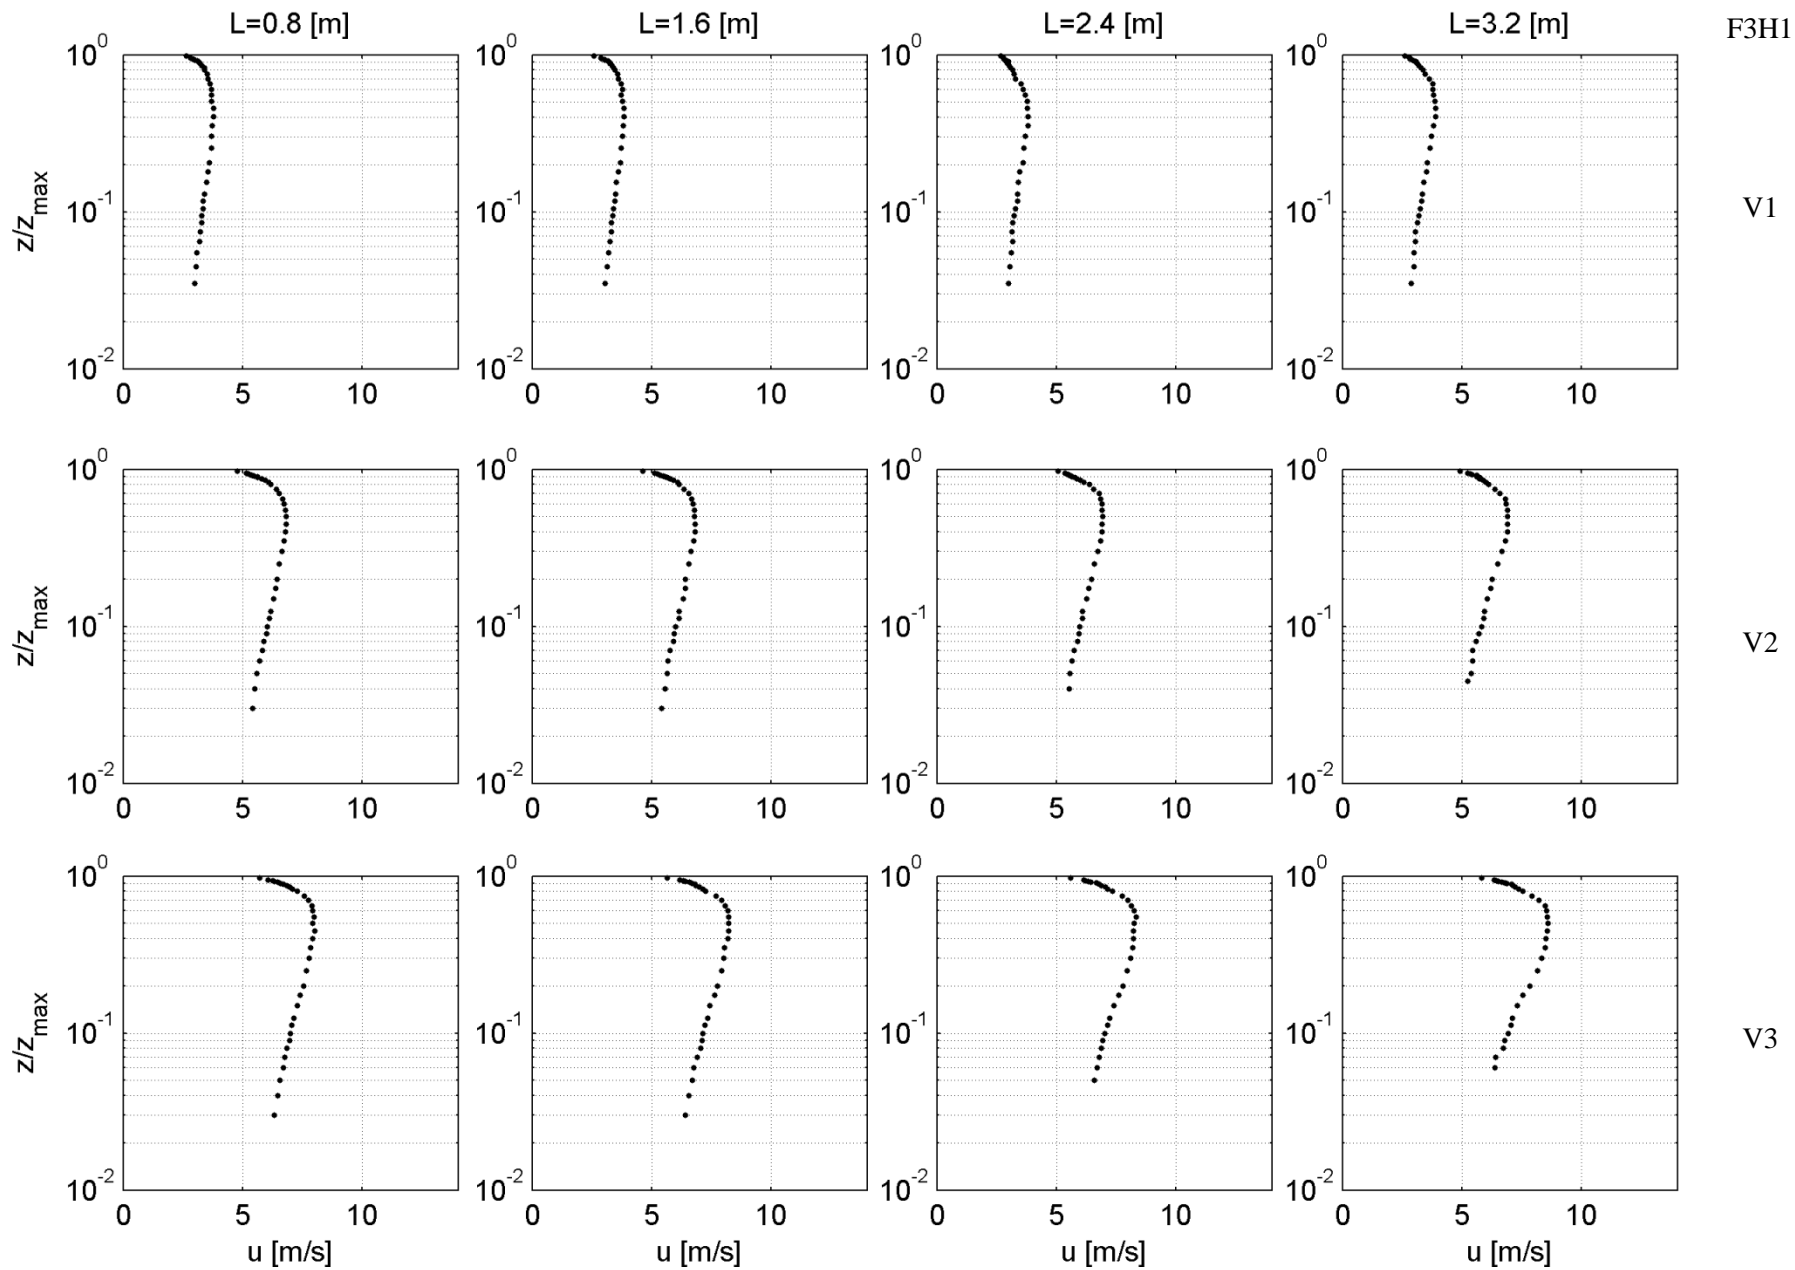 L=0.8 [m] L=1.6 [m] L=2.4 [m] L=3.2 [m] F3H1
10^0 10^0 10^0 10^0
z/z_max 10^-1 10^-1 10^-1 10^-1 V1
10^-2 10^-2 10^-2 10^-2
0 5 10 0 5 10 0 5 10 0 5 10
10^0 10^0 10^0 10^0
z/z_max 10^-1 10^-1 10^-1 10^-1 V2
10^-2 10^-2 10^-2 10^-2
0 5 10 0 5 10 0 5 10 0 5 10
10^0 10^0 10^0 10^0
z/z_max 10^-1 10^-1 10^-1 10^-1 V3
10^-2 10^-2 10^-2 10^-2
0 5 10 0 5 10 0 5 10 0 5 10
u [m/s] u [m/s] u [m/s] u [m/s]